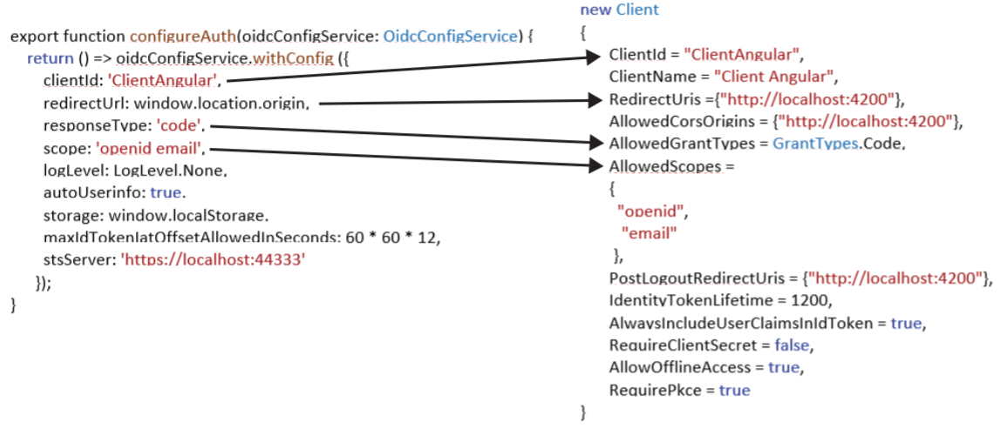 export function configureAuth(oidcConfigService: OidcConfigService) {
return () => oidcConfigService.withConfig ({
clientId: 'ClientAngular',
redirectUrl: window.location.origin,
responseType: 'code',
scope: 'openid email',
logLevel: LogLevel.None,
autoUserinfo: true.
storage: window.localStorage.
maxIdTokenIatOffsetAllowedInSeconds: 60 * 60 * 12,
stsServer: 'https://localhost:44333'
});
}
new Client
{
ClientId = "ClientAngular",
ClientName = "Client Angular",
RedirectUris ={"http://localhost:4200"},
AllowedCorsOrigins = {"http://localhost:4200"},
AllowedGrantTypes = GrantTypes.Code,
AllowedScopes =
{
"openid",
"email"
},
PostLogoutRedirectUris = {"http://localhost:4200"},
IdentityTokenLifetime = 1200,
AlwaysIncludeUserClaimsInIdToken = true,
RequireClientSecret = false,
AllowOfflineAccess = true,
RequirePkce = true
}